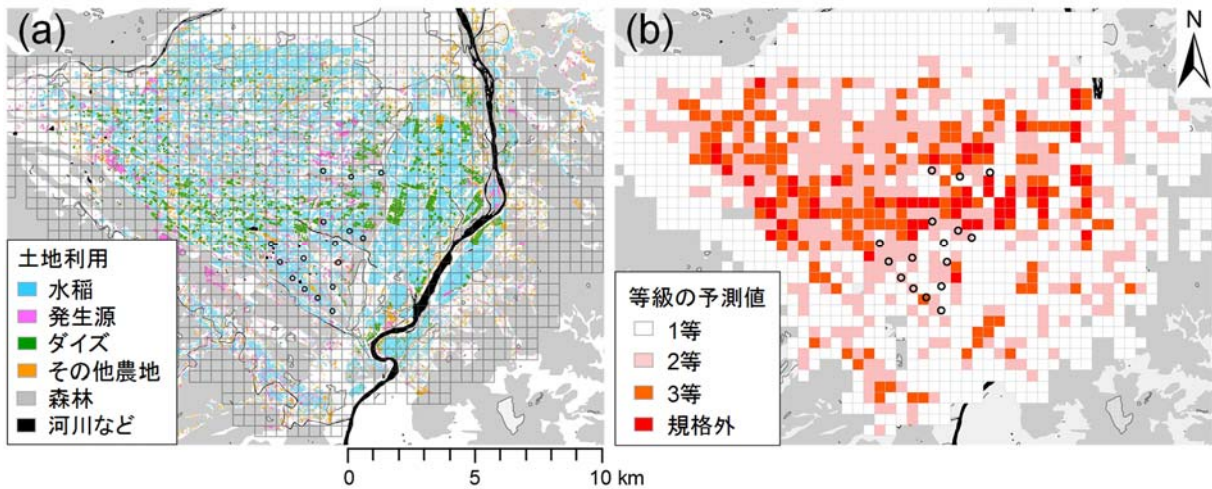 (a)
土地利用
水稲
発生源
ダイズ
その他農地
森林
河川など
0 5 10 km
(b)
N
等級の予測値
1等
2等
3等
規格外